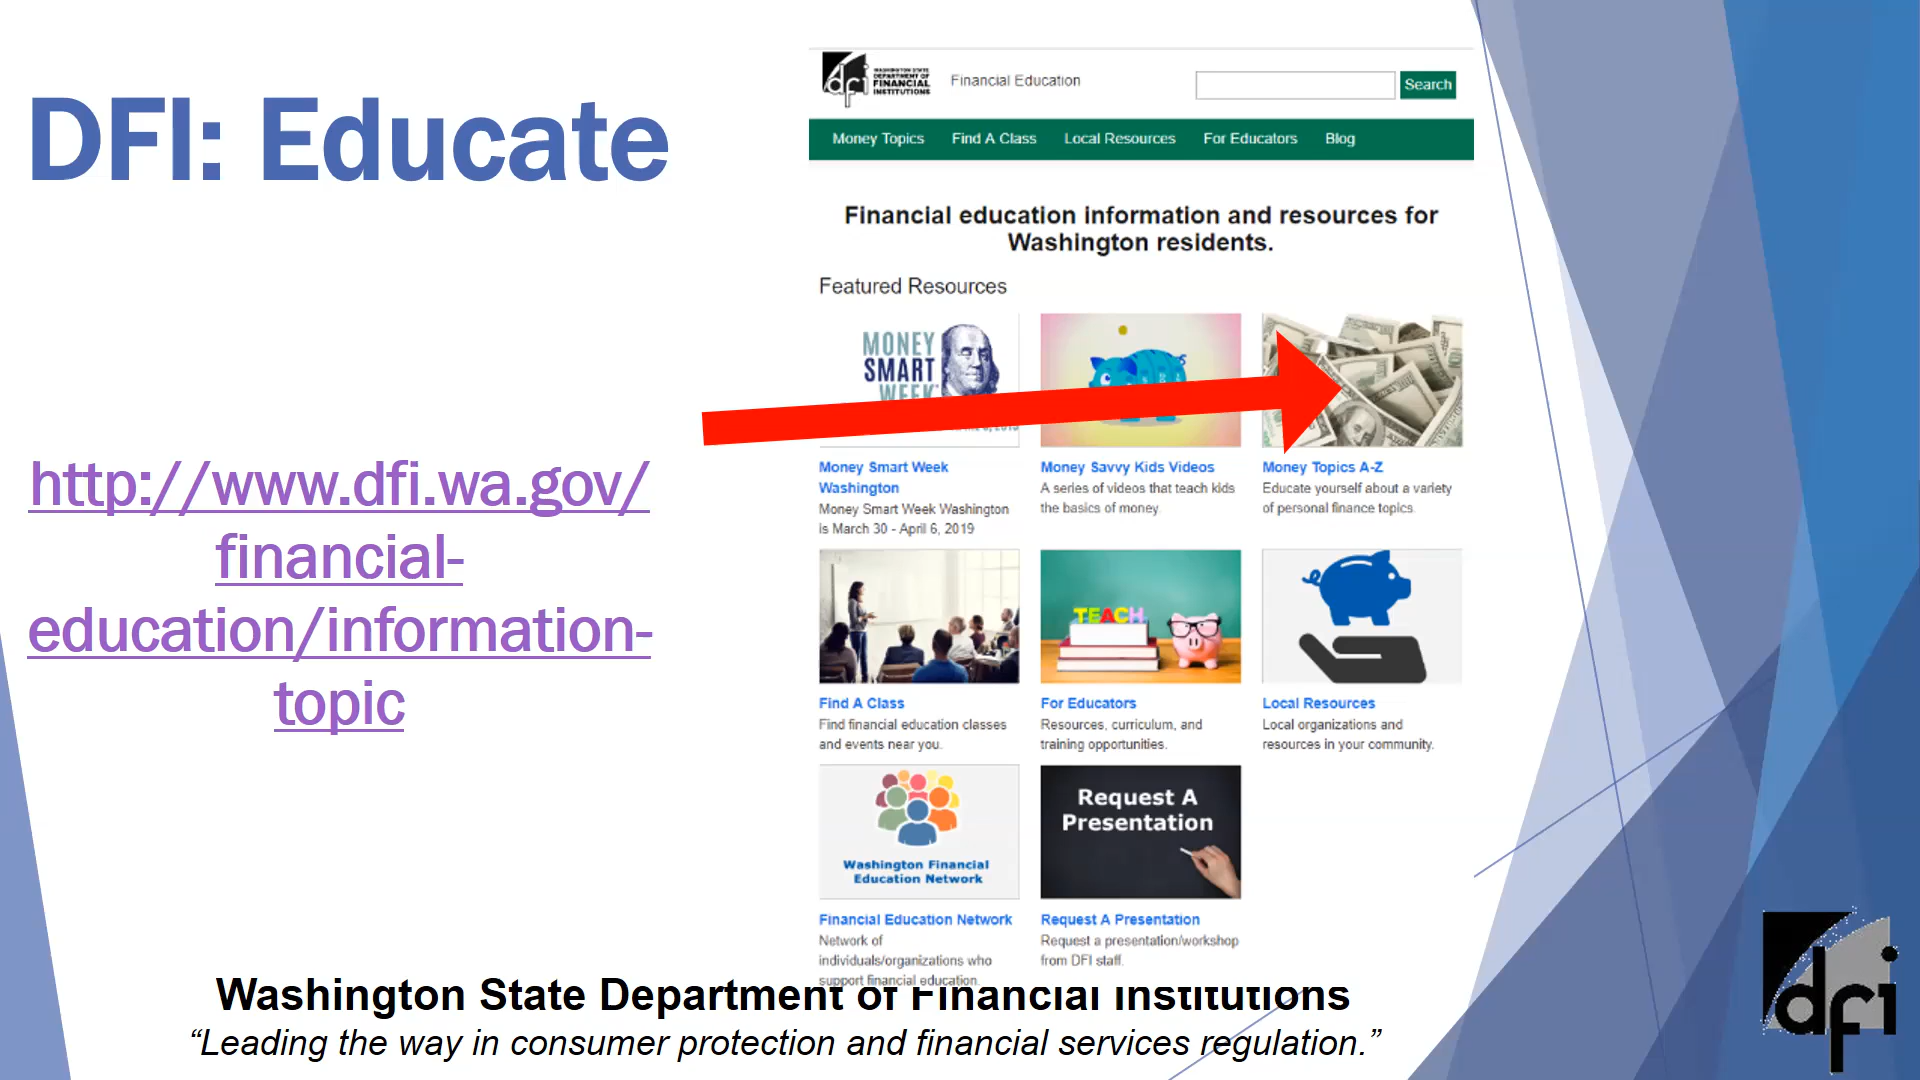 DFI: Educate
http://www.dfi.wa.gov/
financial-
education/information-
topic
dfi
WASHINGTON STATE
DEPARTMENT OF
FINANCIAL
INSTITUTIONS
Financial Education
Search
Money Topics Find A Class Local Resources For Educators Blog
Financial education information and resources for
Washington residents.
Featured Resources
MONEY
SMART
WEEK
Money Smart Week
Washington
Money Smart Week Washington
is March 30 - April 6, 2019
Money Savvy Kids Videos
A series of videos that teach kids
the basics of money.
Money Topics A-Z
Educate yourself about a variety
of personal finance topics.
Find A Class
Find financial education classes
and events near you.
TEACH
For Educators
Resources, curriculum, and
training opportunities.
Local Resources
Local organizations and
resources in your community.
Washington Financial
Education Network
Financial Education Network
Network of
individuals/organizations who
support financial education.
Request A
Presentation
Request A Presentation
Request a presentation/workshop
from DFI staff.
Washington State Department of Financial Institutions
“Leading the way in consumer protection and financial services regulation.”
dfi